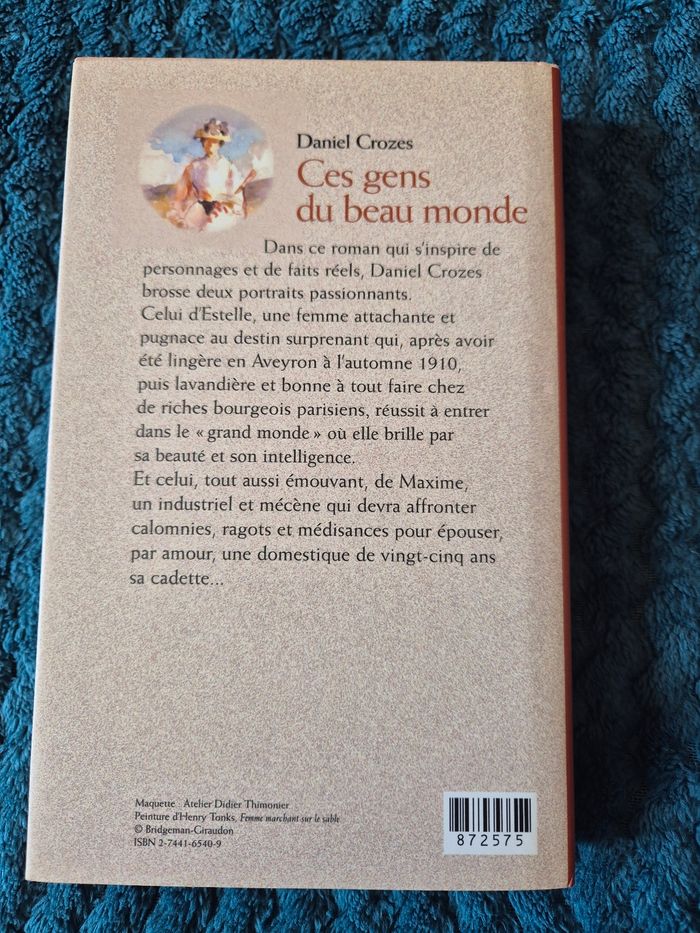 Daniel Crozes
Ces gens
du beau monde
Dans ce roman qui s'inspire de
personnages et de faits réels, Daniel Crozes
brosse deux portraits passionnants.
Celui d'Estelle, une femme attachante et
pugnace au destin surprenant qui, après avoir
été lingère en Aveyron à l'automne 1910,
puis lavandière et bonne à tout faire chez
de riches bourgeois parisiens, réussit à entrer
dans le « grand monde » où elle brille par
sa beauté et son intelligence.
Et celui, tout aussi émouvant, de Maxime,
un industriel et mécène qui devra affronter
calomnies, ragots et médisances pour épouser,
par amour, une domestique de vingt-cinq ans
sa cadette...
Maquette : Atelier Didier Thimonier
Peinture d'Henry Tonks, Femme marchant sur le sable
© Bridgeman-Giraudon
ISBN 2-7441-6540-9
872575